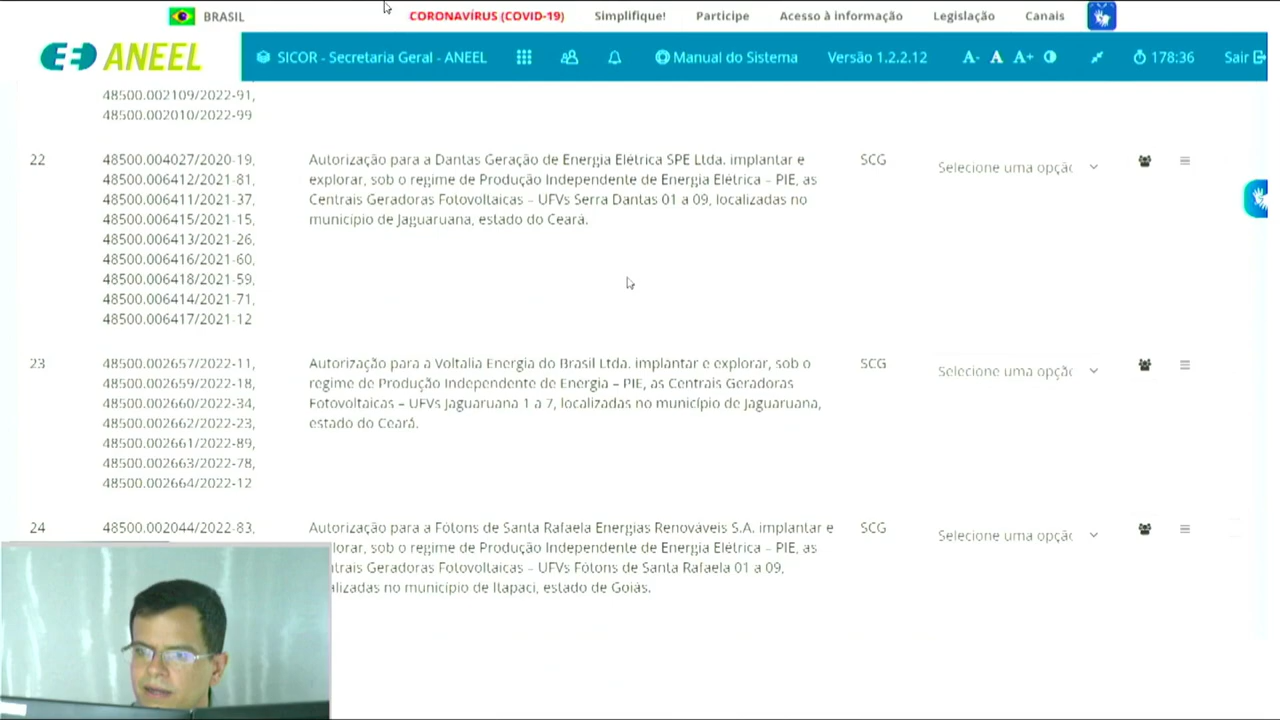 BRASIL
CORONAVÍRUS (COVID-19)
Simplifique!
Participe
Acesso à informação
Legislação
Canais
ANEEL
SICOR - Secretaria Geral - ANEEL
Manual do Sistema
Versão 1.2.2.12
A- A A+
178:36
Sair
48500.002109/2022-91,
48500.002010/2022-99
22
48500.004027/2020-19,
48500.006412/2021-81,
48500.006411/2021-37,
48500.006415/2021-15,
48500.006413/2021-26,
48500.006416/2021-60,
48500.006418/2021-59,
48500.006414/2021-71,
48500.006417/2021-12
Autorização para a Dantas Geração de Energia Elétrica SPE Ltda. implantar e
explorar, sob o regime de Produção Independente de Energia Elétrica – PIE, as
Centrais Geradoras Fotovoltaicas – UFVs Serra Dantas 01 a 09, localizadas no
município de Jaguaruana, estado do Ceará.
SCG
Selecione uma opçã
23
48500.002657/2022-11,
48500.002659/2022-18,
48500.002660/2022-34,
48500.002662/2022-23,
48500.002661/2022-89,
48500.002663/2022-78,
48500.002664/2022-12
Autorização para a Voltalia Energia do Brasil Ltda. implantar e explorar, sob o
regime de Produção Independente de Energia – PIE, as Centrais Geradoras
Fotovoltaicas – UFVs Jaguaruana 1 a 7, localizadas no município de Jaguaruana,
estado do Ceará.
SCG
Selecione uma opçã
24
48500.002044/2022-83,
Autorização para a Fótons de Santa Rafaela Energias Renováveis S.A. implantar e
lorar, sob o regime de Produção Independente de Energia Elétrica – PIE, as
ntrais Geradoras Fotovoltaicas – UFVs Fótons de Santa Rafaela 01 a 09,
alizadas no município de Itapaci, estado de Goiás.
SCG
Selecione uma opçã